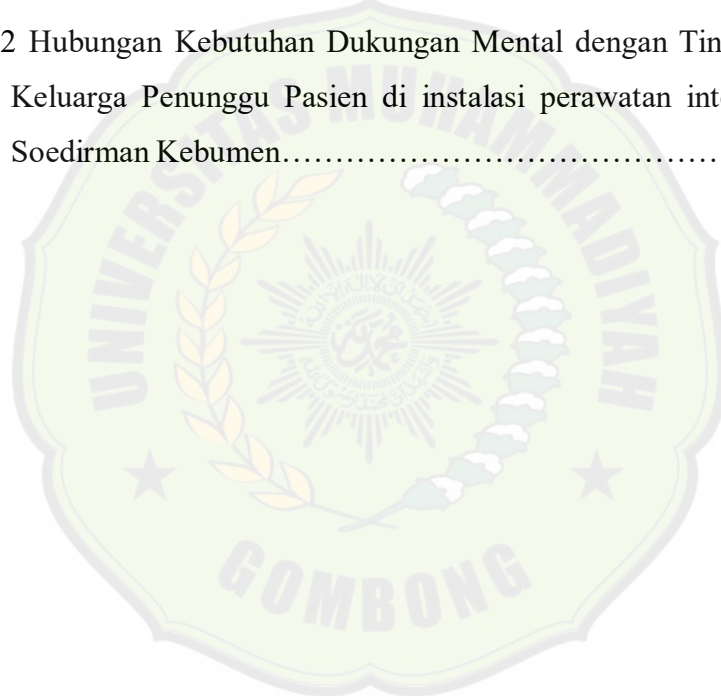 2 Hubungan Kebutuhan Dukungan Mental dengan Tin
Keluarga Penunggu Pasien di instalasi perawatan int
Soedirman Kebumen……………………………………
UNIVERSITAS MUHAMMADIYAH
GOMBONG